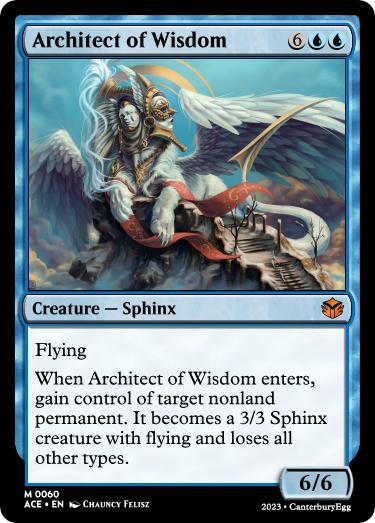 Architect of Wisdom 6
Creature — Sphinx
Flying
When Architect of Wisdom enters,
gain control of target nonland
permanent. It becomes a 3/3 Sphinx
creature with flying and loses all
other types.
6/6
M 0060
ACE • EN Chauncy Felisz
2023 • CanterburyEgg